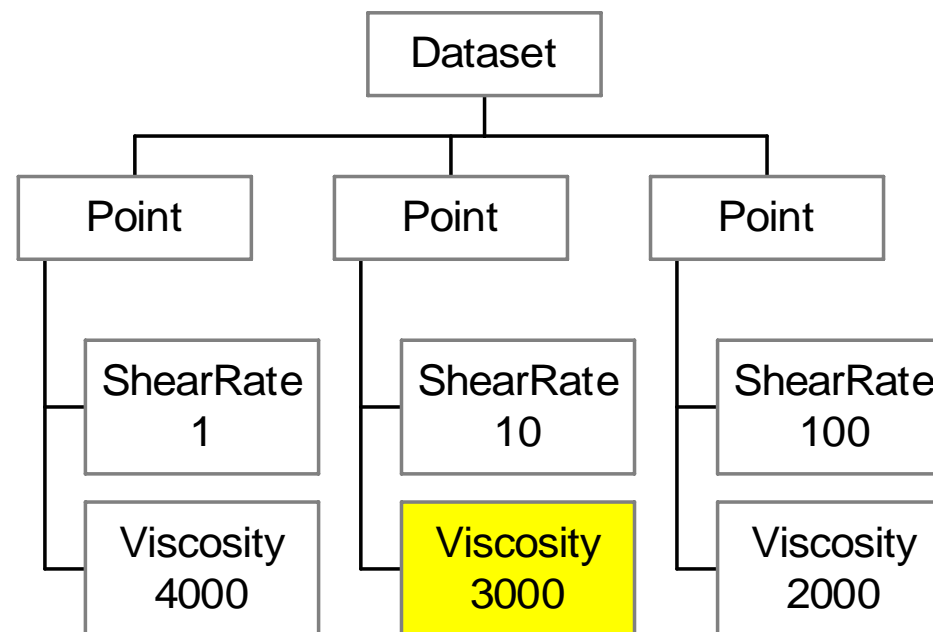 Dataset
Point
Point
Point
ShearRate
1
ShearRate
10
ShearRate
100
Viscosity
4000
Viscosity
3000
Viscosity
2000